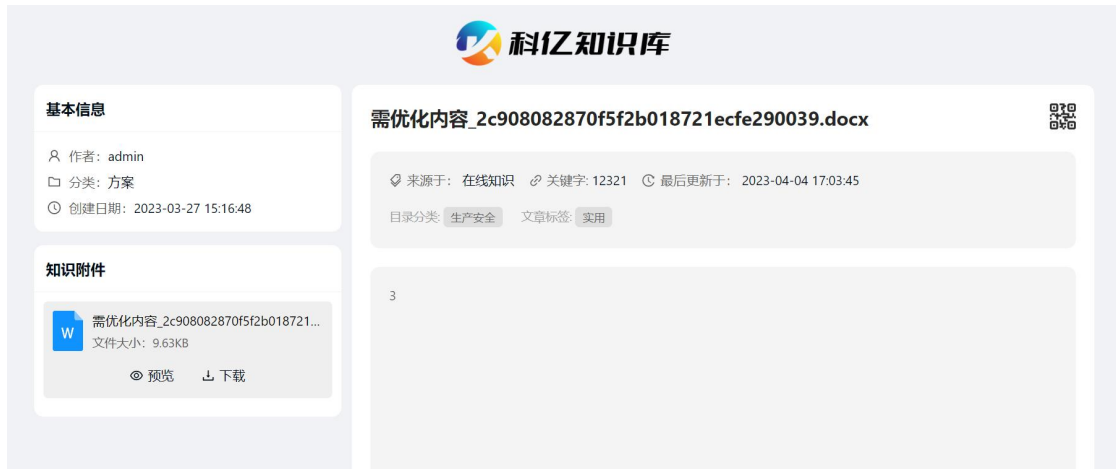 科亿知识库
基本信息
作者：admin
分类：方案
创建日期：2023-03-27 15:16:48
知识附件
W
需优化内容_2c908082870f5f2b018721...
文件大小：9.63KB
预览 下载
需优化内容_2c908082870f5f2b018721ecfe290039.docx
来源于： 在线知识 关键字: 12321 最后更新于： 2023-04-04 17:03:45
目录分类: 生产安全 文章标签: 实用
3